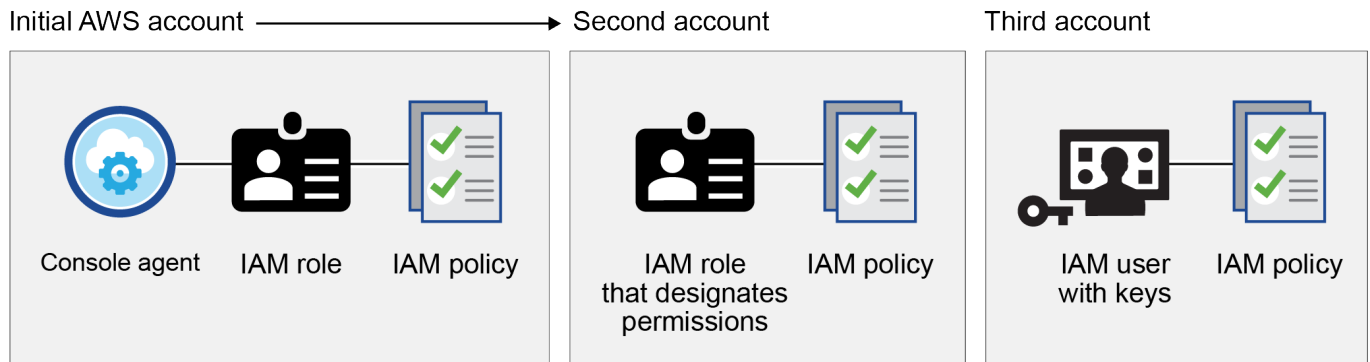 Initial AWS account
Second account
Third account
Console agent
IAM role
IAM policy
IAM role
that designates
permissions
IAM policy
IAM user
with keys
IAM policy